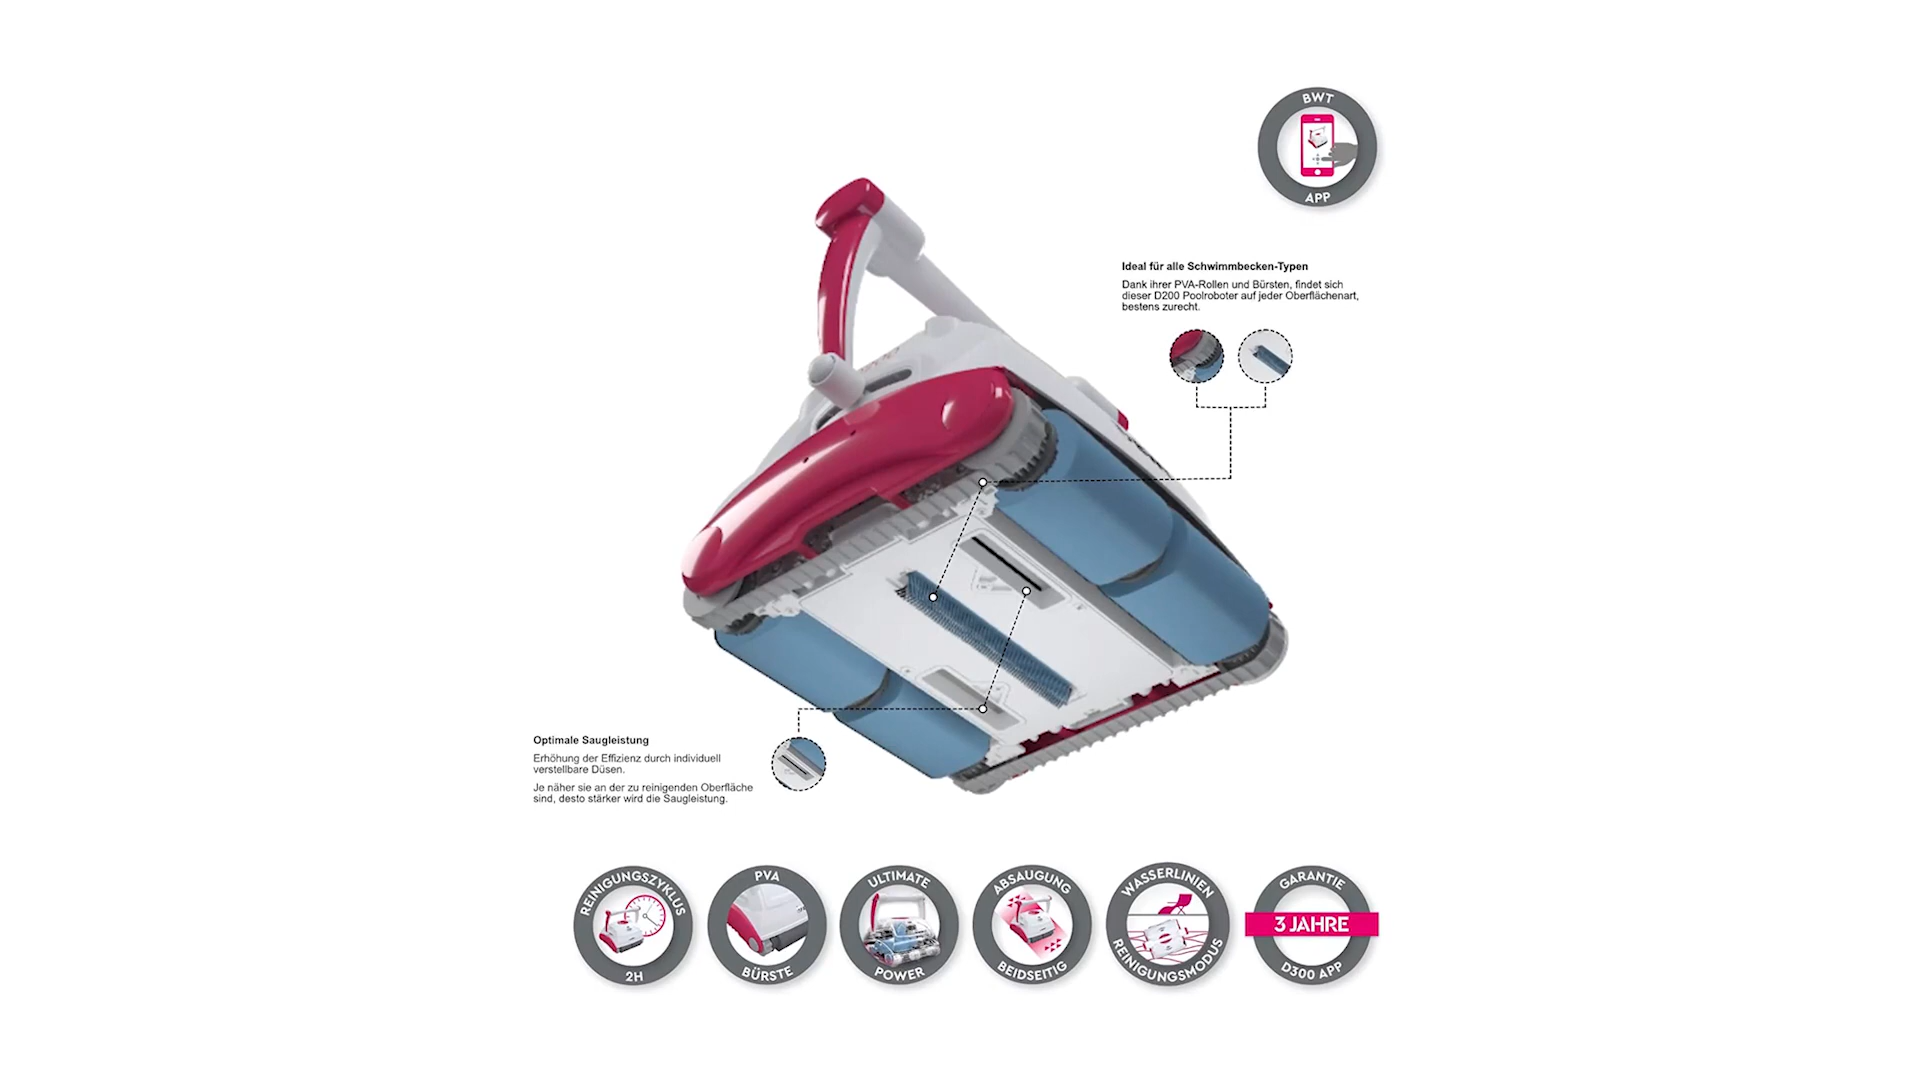 BWT
APP
Ideal für alle Schwimmbecken-Typen
Dank ihrer PVA-Rollen und Bürsten, findet sich
dieser D200 Poolroboter auf jeder Oberflächenart,
bestens zurecht.
Optimale Saugleistung
Erhöhung der Effizienz durch individuell
verstellbare Düsen.
Je näher sie an der zu reinigenden Oberfläche
sind, desto stärker wird die Saugleistung.
REINIGUNGSZYKLUS
2H
PVA
BÜRSTE
ULTIMATE
POWER
ABSAUGUNG
BEIDSEITIG
WASSERLINIEN
REINIGUNGSMODUS
GARANTIE
3 JAHRE
D300 APP